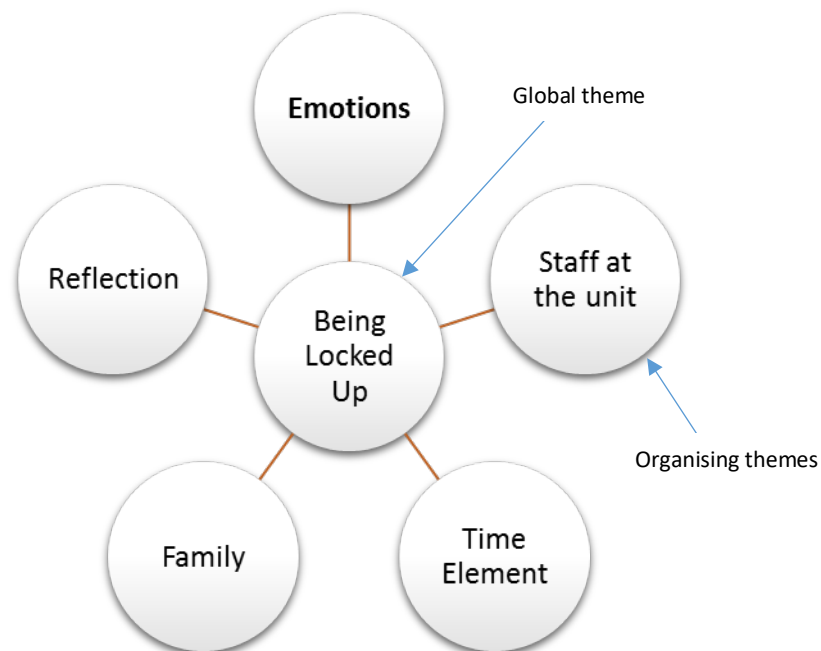 Emotions
Global theme
Reflection
Staff at
the unit
Being
Locked
Up
Organising themes
Family
Time
Element